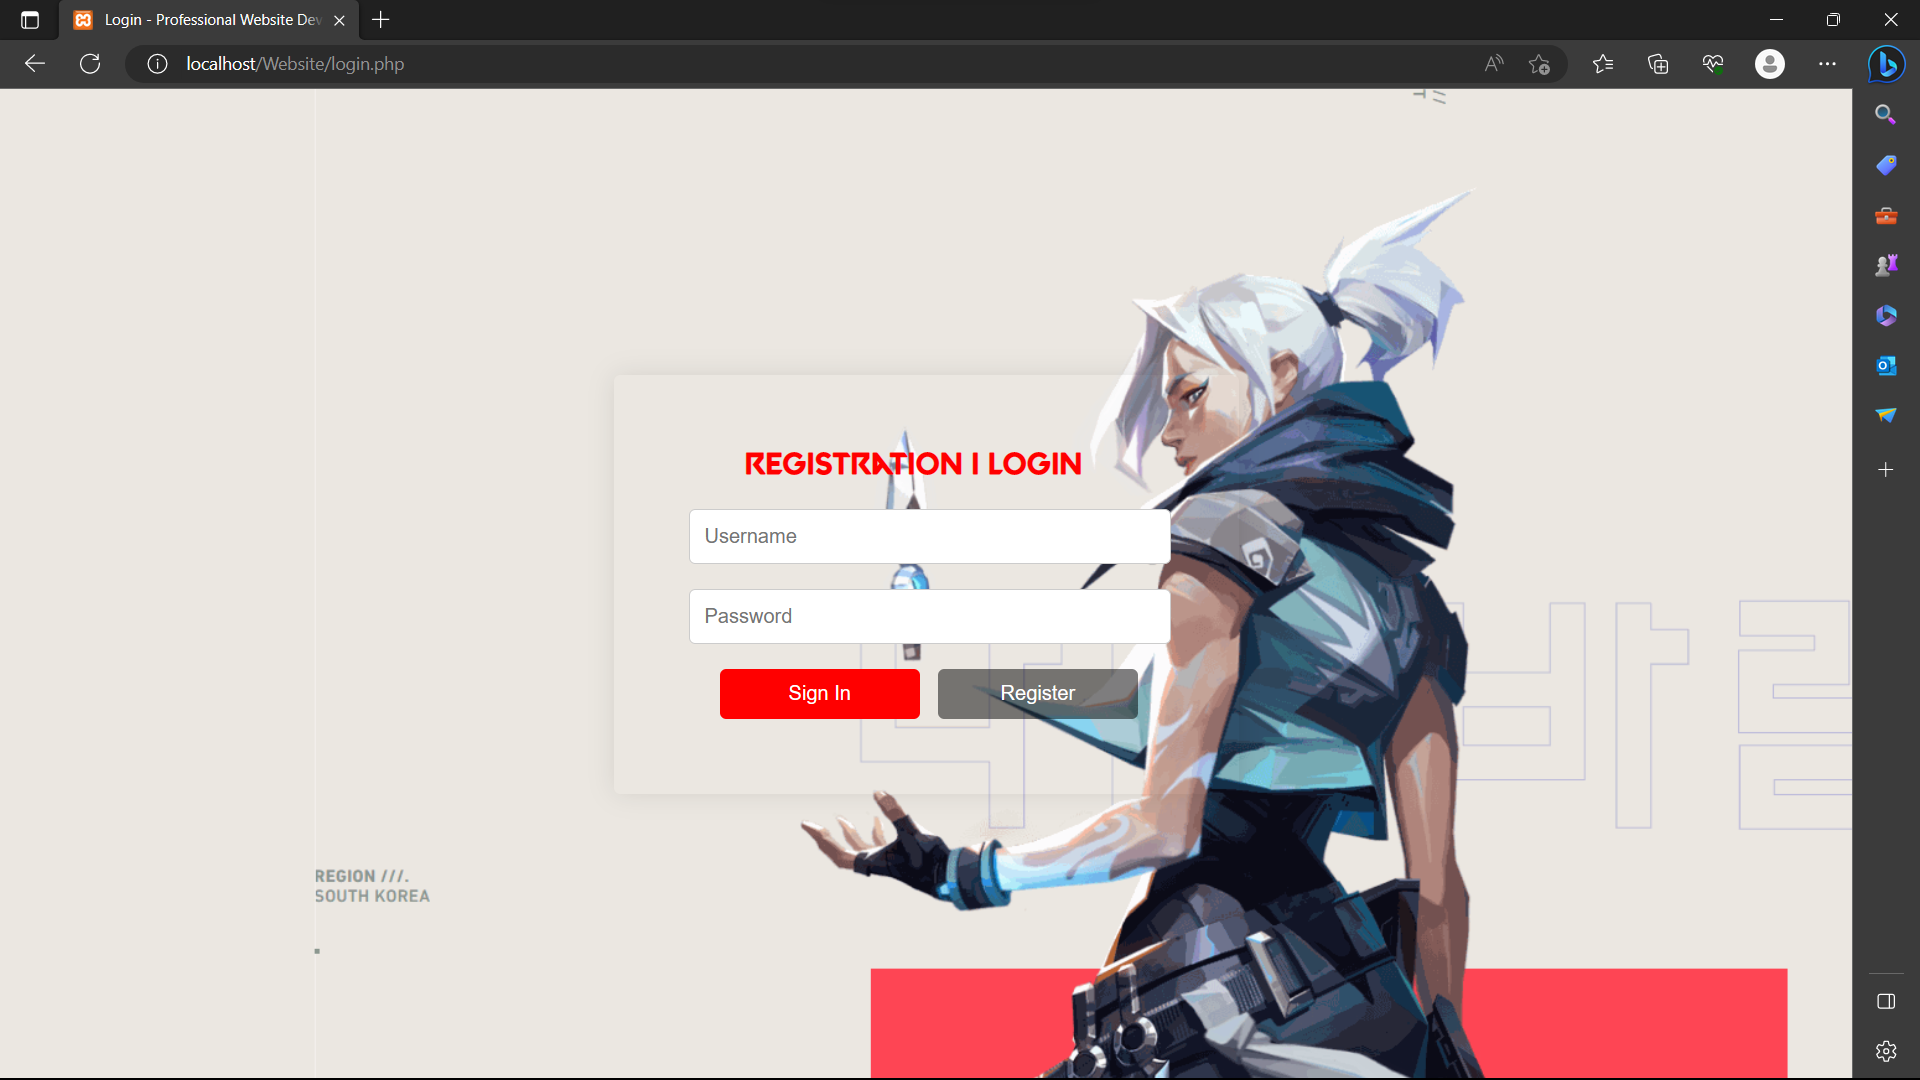 Login - Professional Website Dev
localhost/Website/login.php
REGISTRATION | LOGIN
Username
Password
Sign In
Register
REGION ///.
SOUTH KOREA